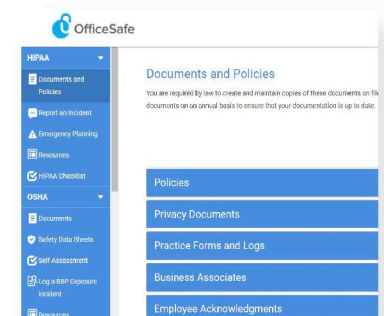 OfficeSafe
HIPAA
Documents and
Policies
Report an Incident
Emergency Planning
Resources
HIPAA Checklist
OSHA
Documents
Safety Data Sheets
Self-Assessment
Log a BBP Exposure
Incident
Resources
Documents and Policies
You are required by law to create and maintain copies of these documents on file
documents on an annual basis to ensure that your documentation is up to date.
Policies
Privacy Documents
Practice Forms and Logs
Business Associates
Employee Acknowledgments